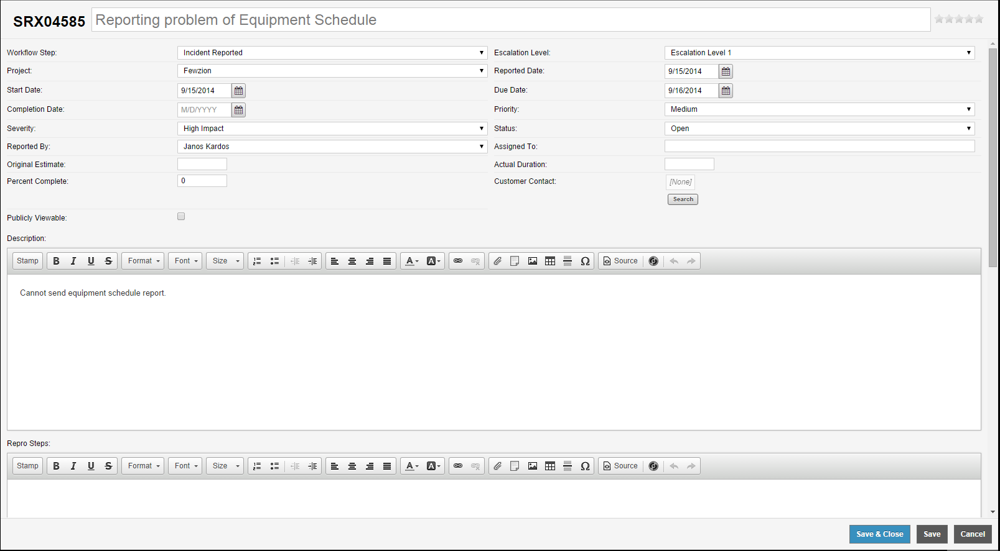 SRX04585 Reporting problem of Equipment Schedule
Workflow Step: Incident Reported Escalation Level: Escalation Level 1
Project: Fewzion Reported Date: 9/15/2014
Start Date: 9/15/2014 Due Date: 9/16/2014
Completion Date: M/D/YYYY Priority: Medium
Severity: High Impact Status: Open
Reported By: Janos Kardos Assigned To:
Original Estimate: Actual Duration:
Percent Complete: 0 Customer Contact: [None]
Search
Publicly Viewable:
Description:
Stamp B I U S Format Font Size A A Ω Source
Cannot send equipment schedule report.
Repro Steps:
Stamp B I U S Format Font Size A A Ω Source
Save & Close Save Cancel